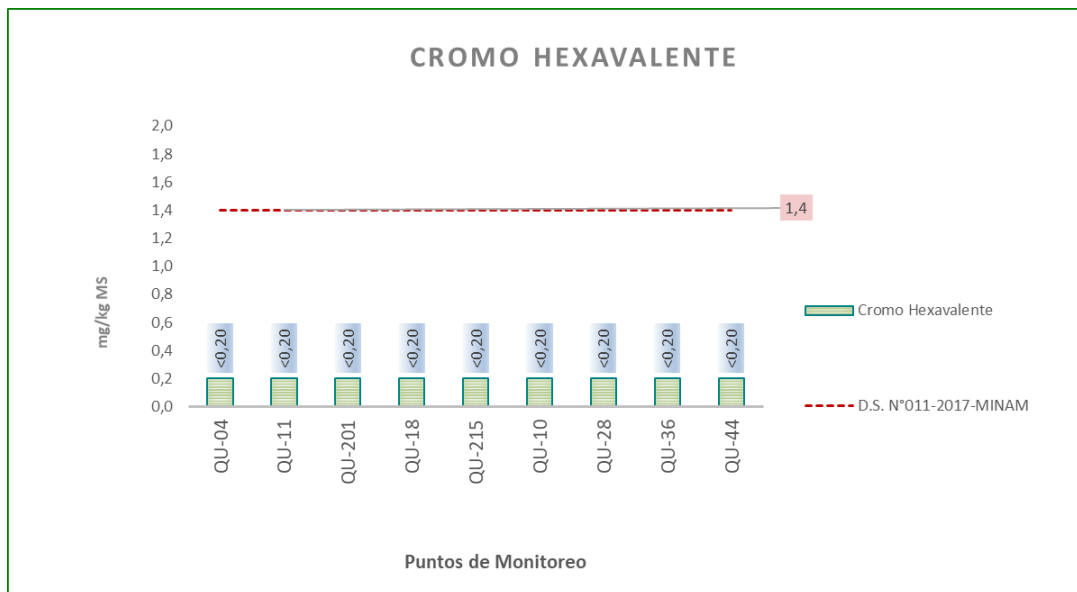 CROMO HEXAVALENTE
2,0
1,8
1,6
1,4
1,2
1,0
0,8
0,6
0,4
0,2
0,0
mg/kg MS
1,4
<0,20
<0,20
<0,20
<0,20
<0,20
<0,20
<0,20
<0,20
<0,20
QU-04
QU-11
QU-201
QU-18
QU-215
QU-10
QU-28
QU-36
QU-44
Puntos de Monitoreo
Cromo Hexavalente
D.S. N°011-2017-MINAM